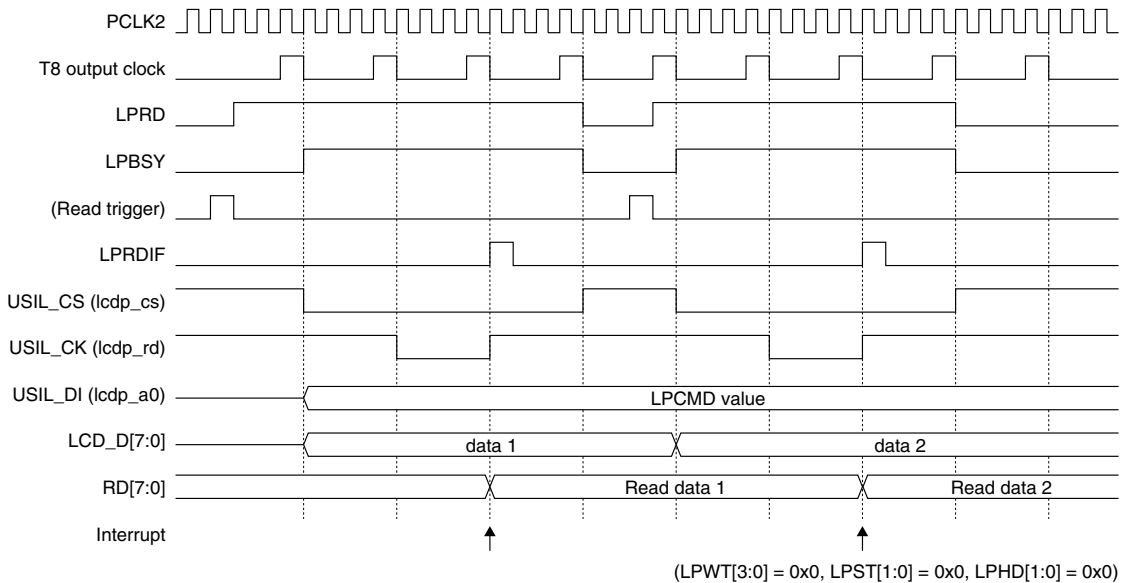 PCLK2
T8 output clock
LPRD
LPBSY
(Read trigger)
LPRDIF
USIL_CS (lcdp_cs)
USIL_CK (lcdp_rd)
USIL_DI (lcdp_a0) LPCMD value
LCD_D[7:0] data 1 data 2
RD[7:0] Read data 1 Read data 2
Interrupt
(LPWT[3:0] = 0x0, LPST[1:0] = 0x0, LPHD[1:0] = 0x0)